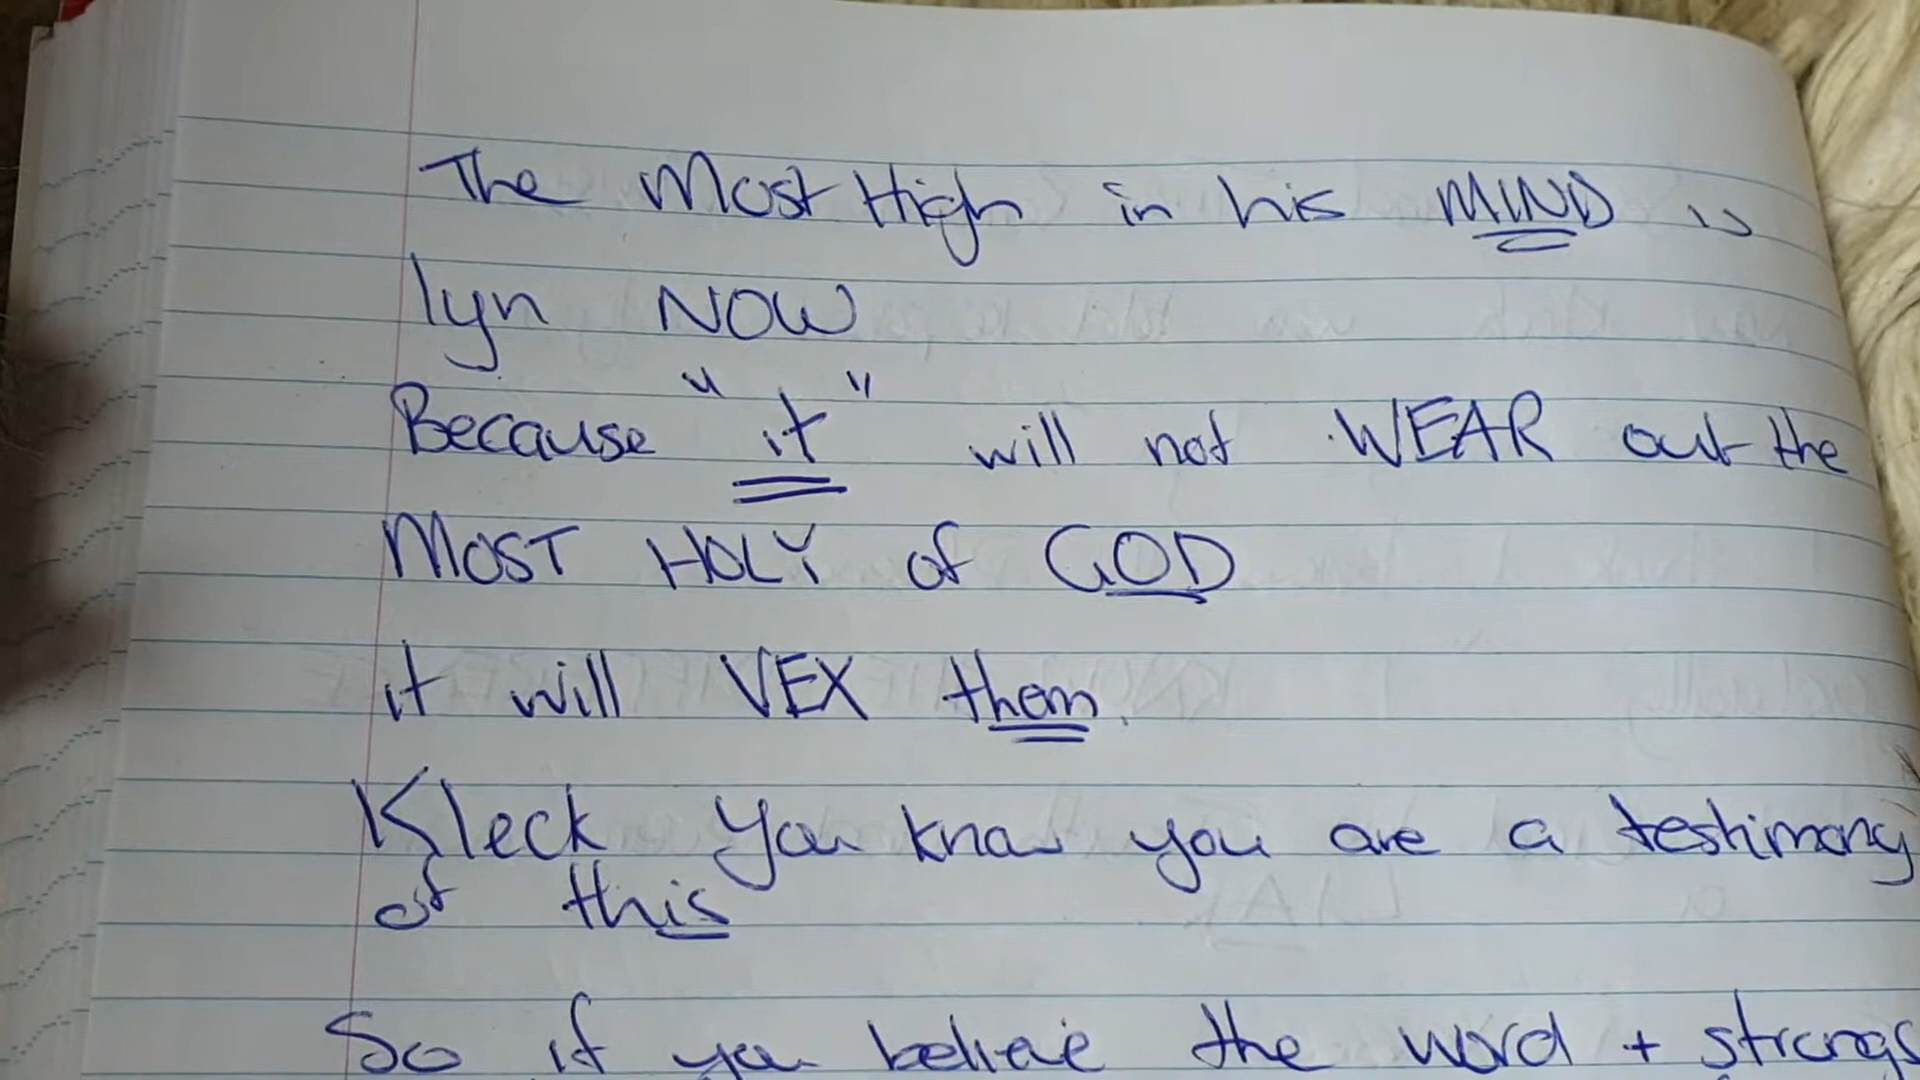 The Most High in his MIND is
lyn NOW
Because "it" will not WEAR out the
MOST HOLY of GOD
it will VEX them.
Kleck you know you are a testimony
of this
So if you believe the word + strongs